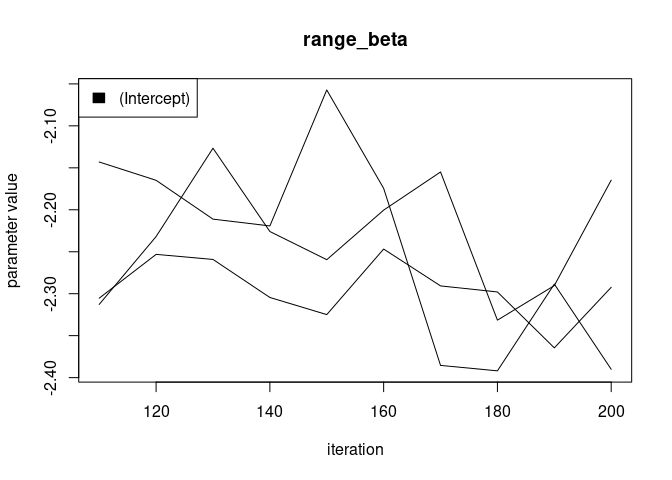 range_beta
(Intercept)
parameter value
-2.10
-2.20
-2.30
-2.40
120
140
160
180
200
iteration